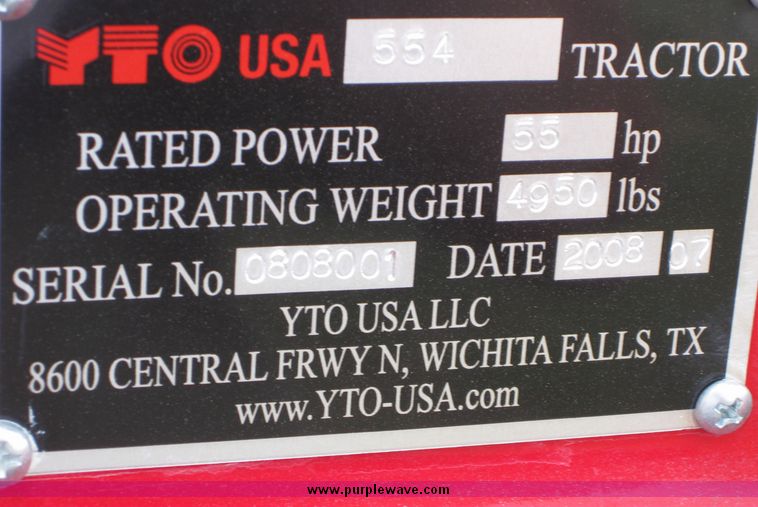 YTO USA 554 TRACTOR
RATED POWER 55 hp
OPERATING WEIGHT 4950 lbs
SERIAL No. 0808001 DATE 2008 07
YTO USA LLC
8600 CENTRAL FRWY N, WICHITA FALLS, TX
www.YTO-USA.com
www.purplewave.com